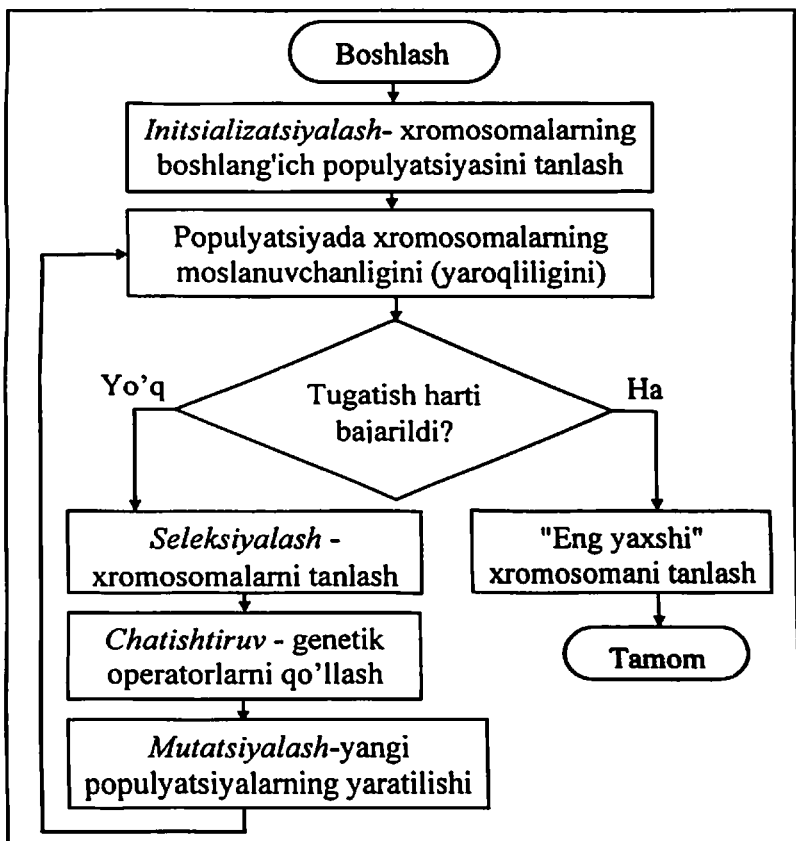 Boshlash
Initsializatsiyalash- xromosomalarning
boshlang'ich populyatsiyasini tanlash
Populyatsiyada xromosomalarning
moslanuvchanligini (yaroqliligini)
Yo’q
Tugatish harti
bajarildi?
Ha
Seleksiyalash -
xromosomalarni tanlash
"Eng yaxshi"
xromosomani tanlash
Chatishtiruv - genetik
operatorlarni qo’llash
Tamom
Mutatsiyalash-yangi
populyatsiyalarning yaratilishi